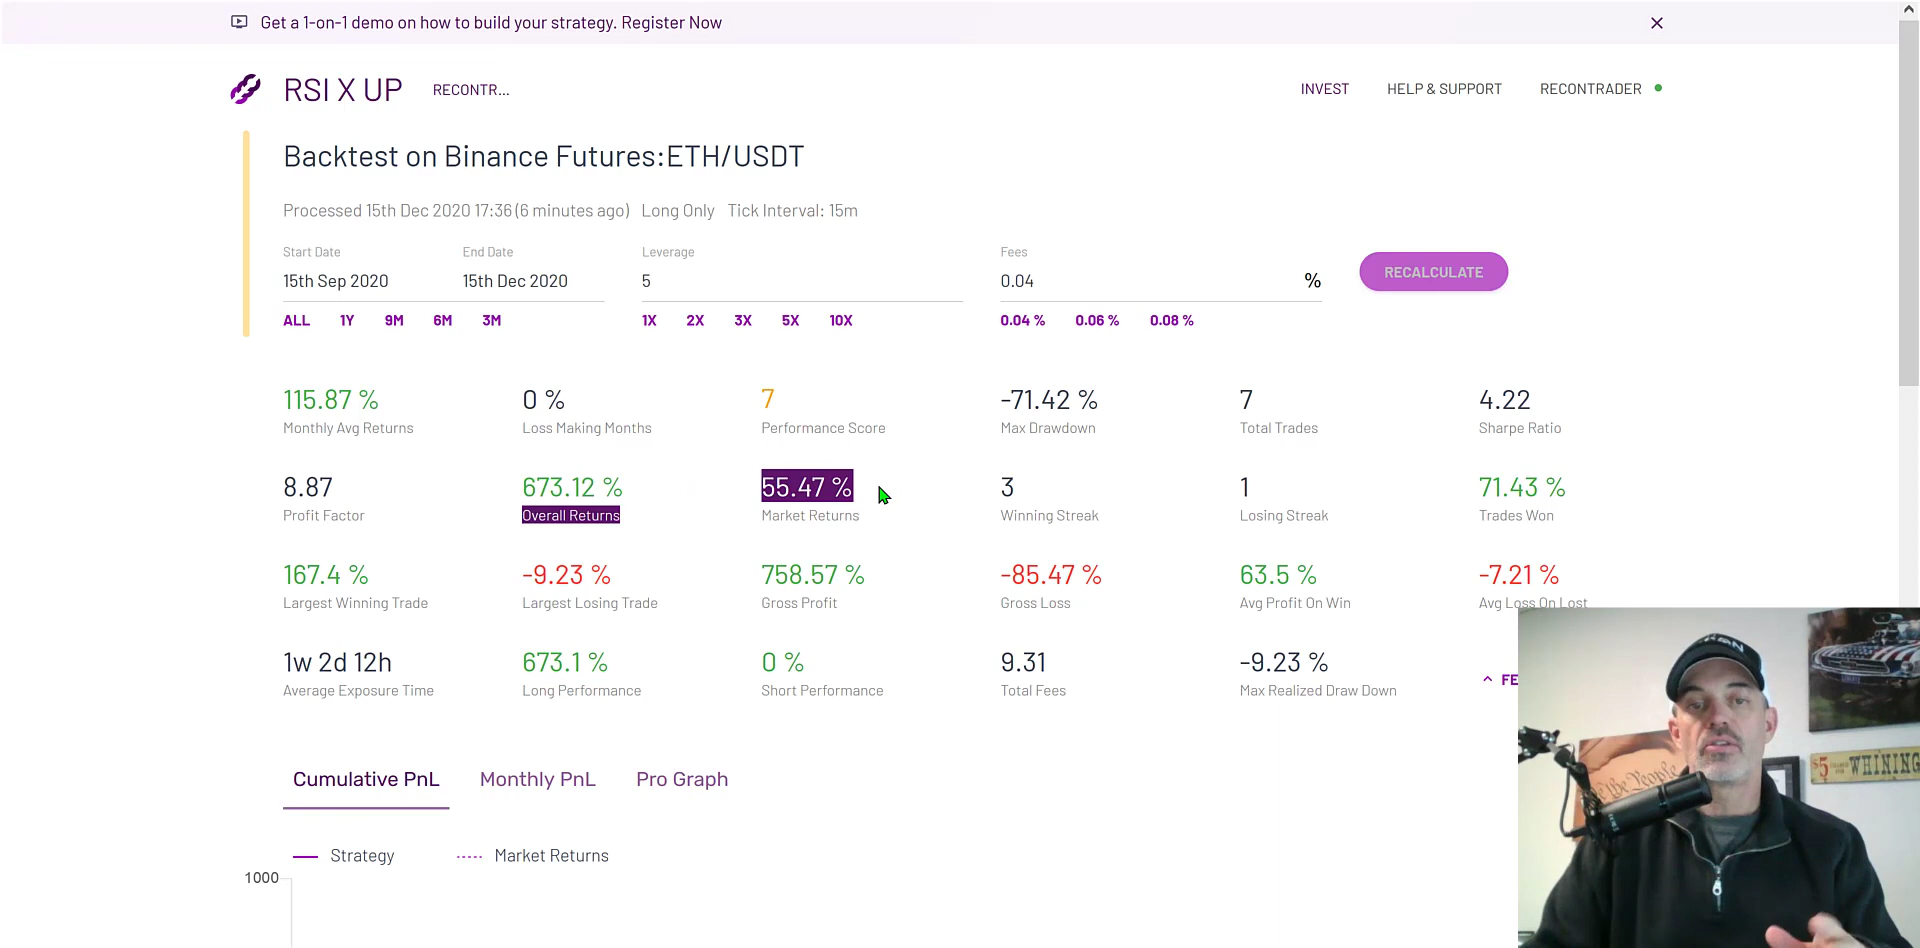 Get a 1-on-1 demo on how to build your strategy. Register Now
RSI X UP
RECONTR...
INVEST
HELP & SUPPORT
RECONTRADER
Backtest on Binance Futures:ETH/USDT
Processed 15th Dec 2020 17:36 (6 minutes ago) Long Only Tick Interval: 15m
Start Date End Date Leverage Fees
15th Sep 2020 15th Dec 2020 5 0.04 %
RECALCULATE
ALL 1Y 9M 6M 3M 1X 2X 3X 5X 10X 0.04 % 0.06 % 0.08 %
115.87 % 0 % 7 -71.42 % 7 4.22
Monthly Avg Returns Loss Making Months Performance Score Max Drawdown Total Trades Sharpe Ratio
8.87 673.12 % 55.47 % 3 1 71.43 %
Profit Factor Overall Returns Market Returns Winning Streak Losing Streak Trades Won
167.4 % -9.23 % 758.57 % -85.47 % 63.5 % -7.21 %
Largest Winning Trade Largest Losing Trade Gross Profit Gross Loss Avg Profit On Win Avg Loss On Lost
1w 2d 12h 673.1 % 0 % 9.31 -9.23 %
Average Exposure Time Long Performance Short Performance Total Fees Max Realized Draw Down
FE
Cumulative PnL Monthly PnL Pro Graph
Strategy Market Returns
1000
the People
$5
WHINING